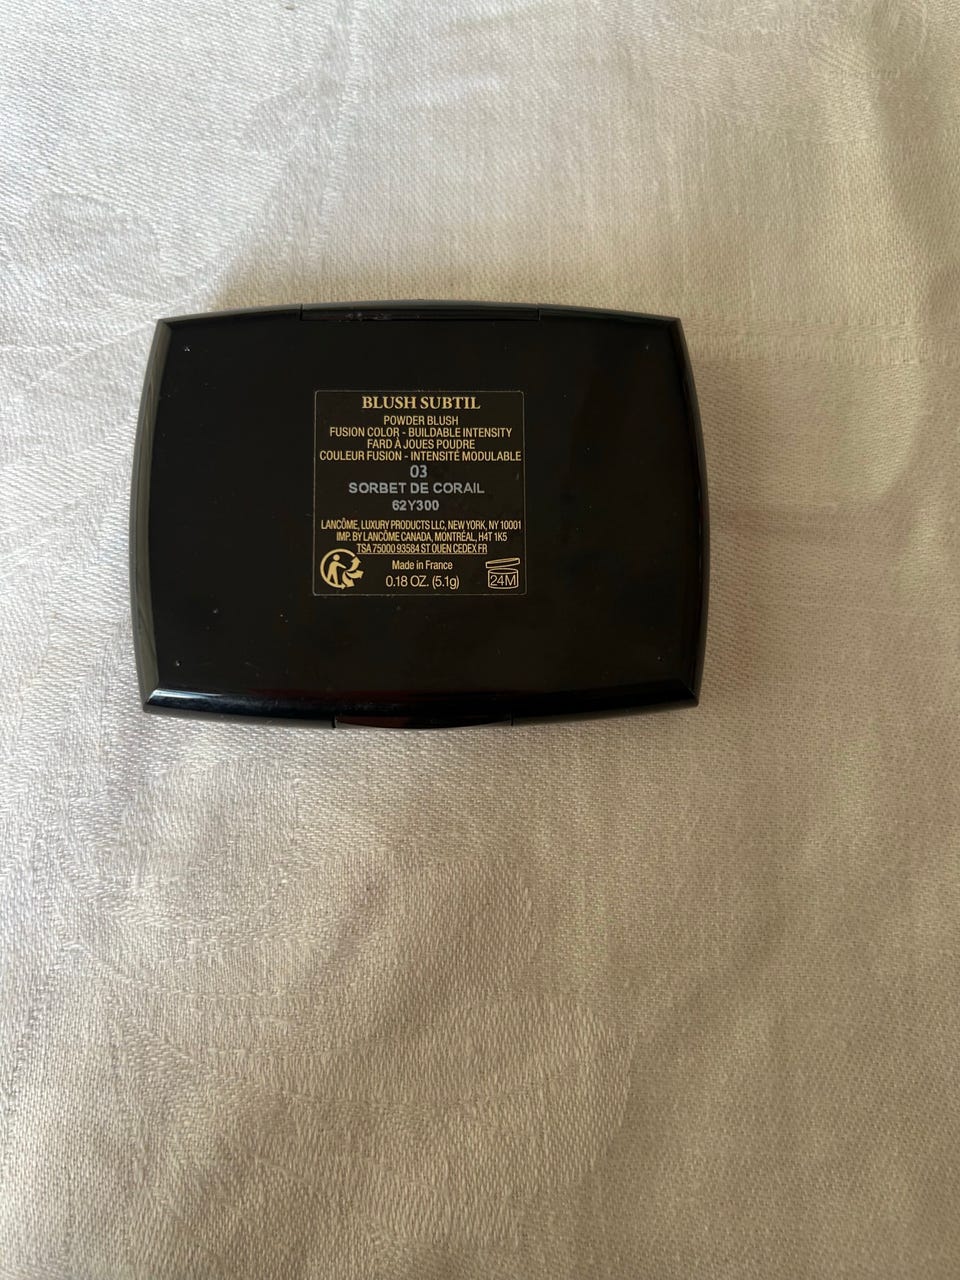 BLUSH SUBTIL
POWDER BLUSH
FUSION COLOR - BUILDABLE INTENSITY
FARD À JOUES POUDRE
COULEUR FUSION - INTENSITÉ MODULABLE
03
SORBET DE CORAIL
62Y300
LANCÔME, LUXURY PRODUCTS LLC, NEW YORK, NY 10001
IMP. BY LANCÔME CANADA, MONTRÉAL, H4T 1K5
TSA 75000 93584 ST OUEN CEDEX FR
Made in France
0.18 OZ. (5.1g)
24M